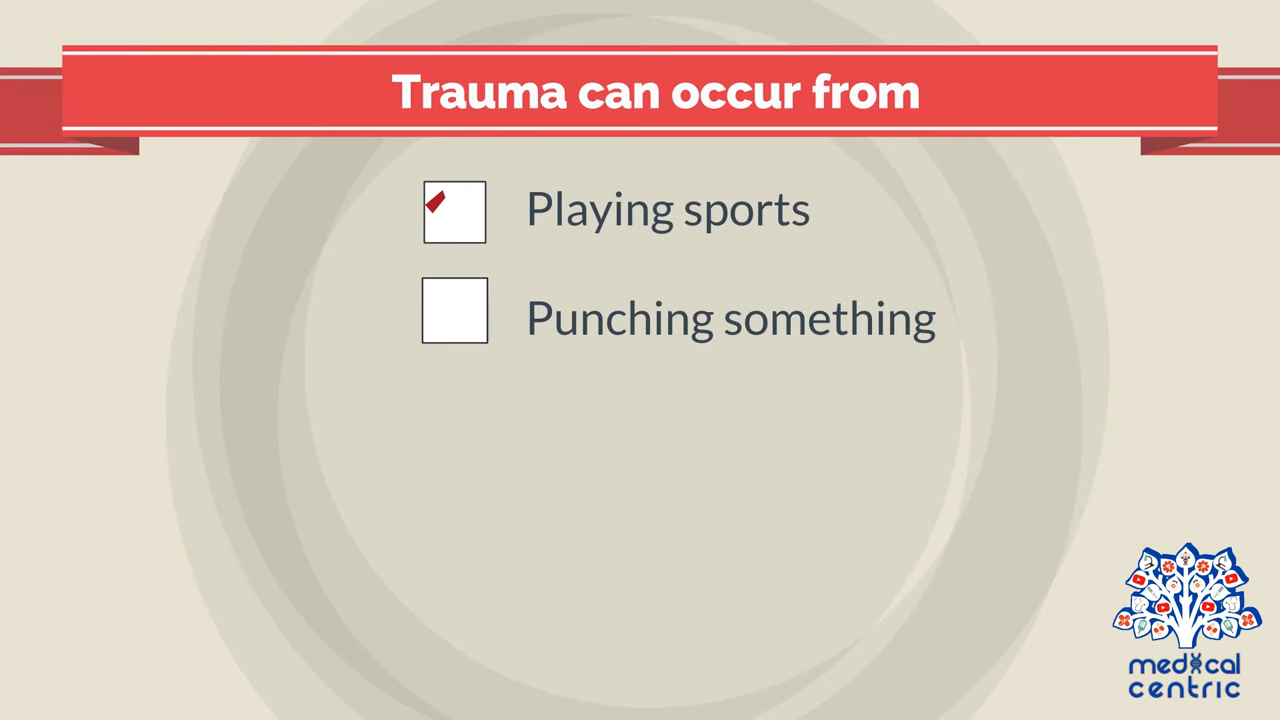 Trauma can occur from
Playing sports
Punching something
medical
centric